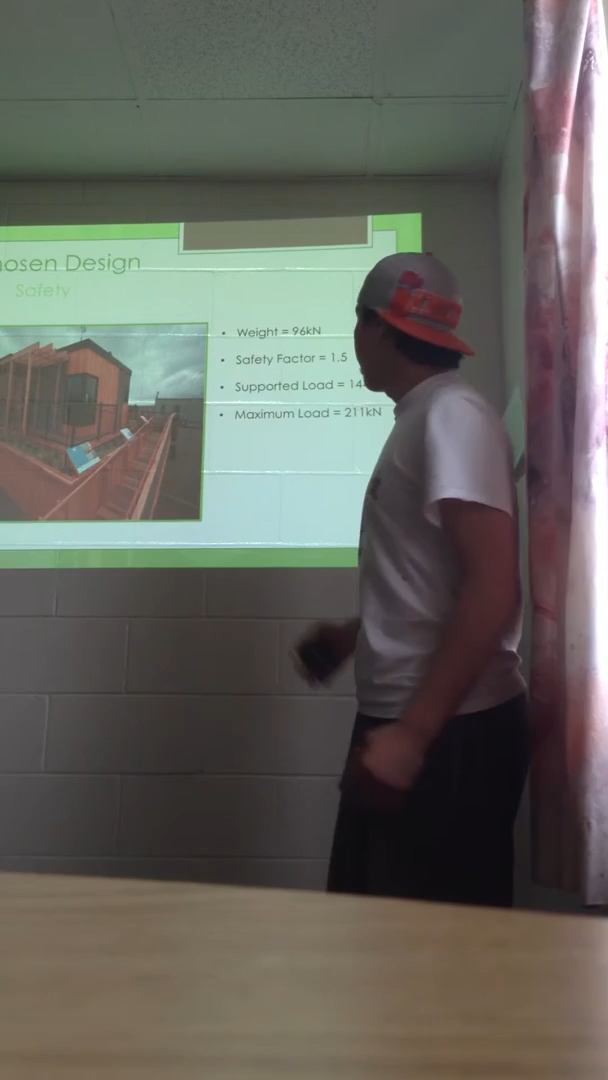 hosen Design
Safety
• Weight = 96kN
• Safety Factor = 1.5
• Supported Load = 14
• Maximum Load = 211kN